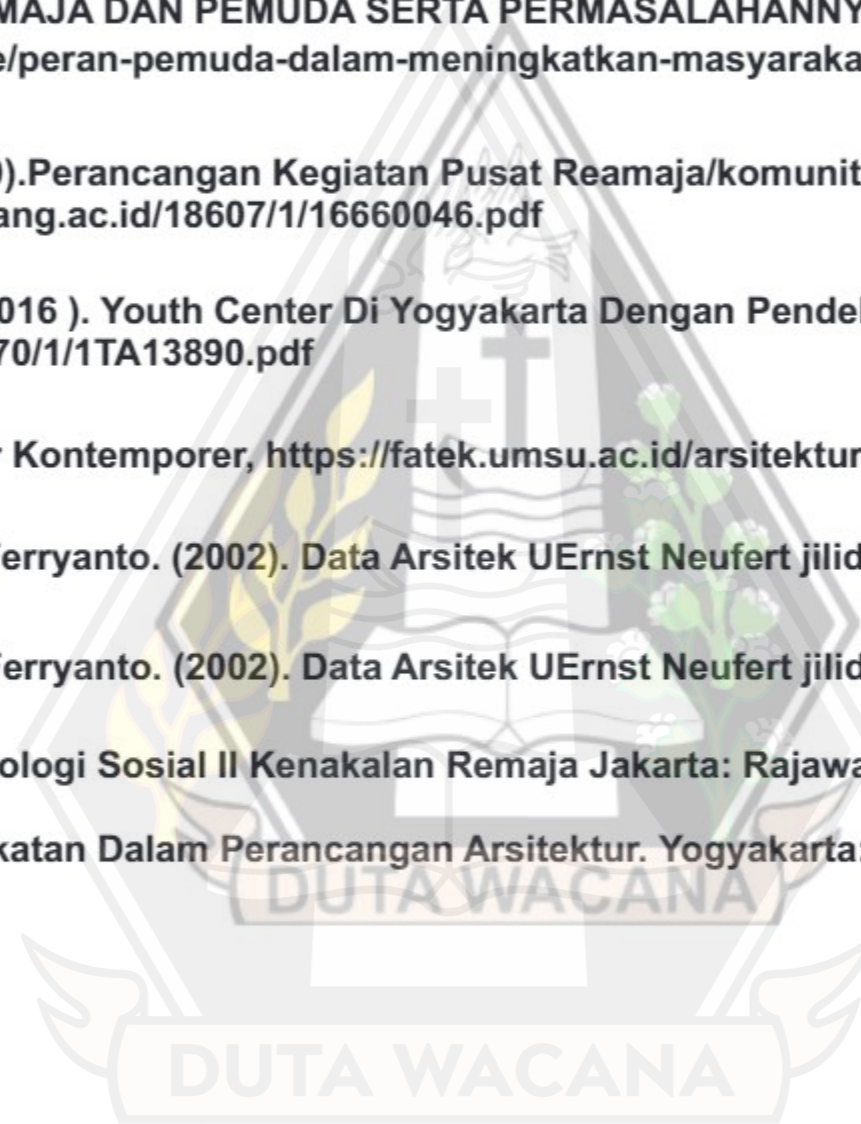 MAJA DAN PEMUDA SERTA PERMASALAHANNY
e/peran-pemuda-dalam-meningkatkan-masyaraka
).Perancangan Kegiatan Pusat Reamaja/komunit
ang.ac.id/18607/1/16660046.pdf
016 ). Youth Center Di Yogyakarta Dengan Pende
70/1/1TA13890.pdf
r Kontemporer, https://fatek.umsu.ac.id/arsitektur
Ferryanto. (2002). Data Arsitek UErnst Neufert jilid
Ferryanto. (2002). Data Arsitek UErnst Neufert jilid
ologi Sosial II Kenakalan Remaja Jakarta: Rajawa
katan Dalam Perancangan Arsitektur. Yogyakarta:
DUTA WACANA
DUTA WACANA